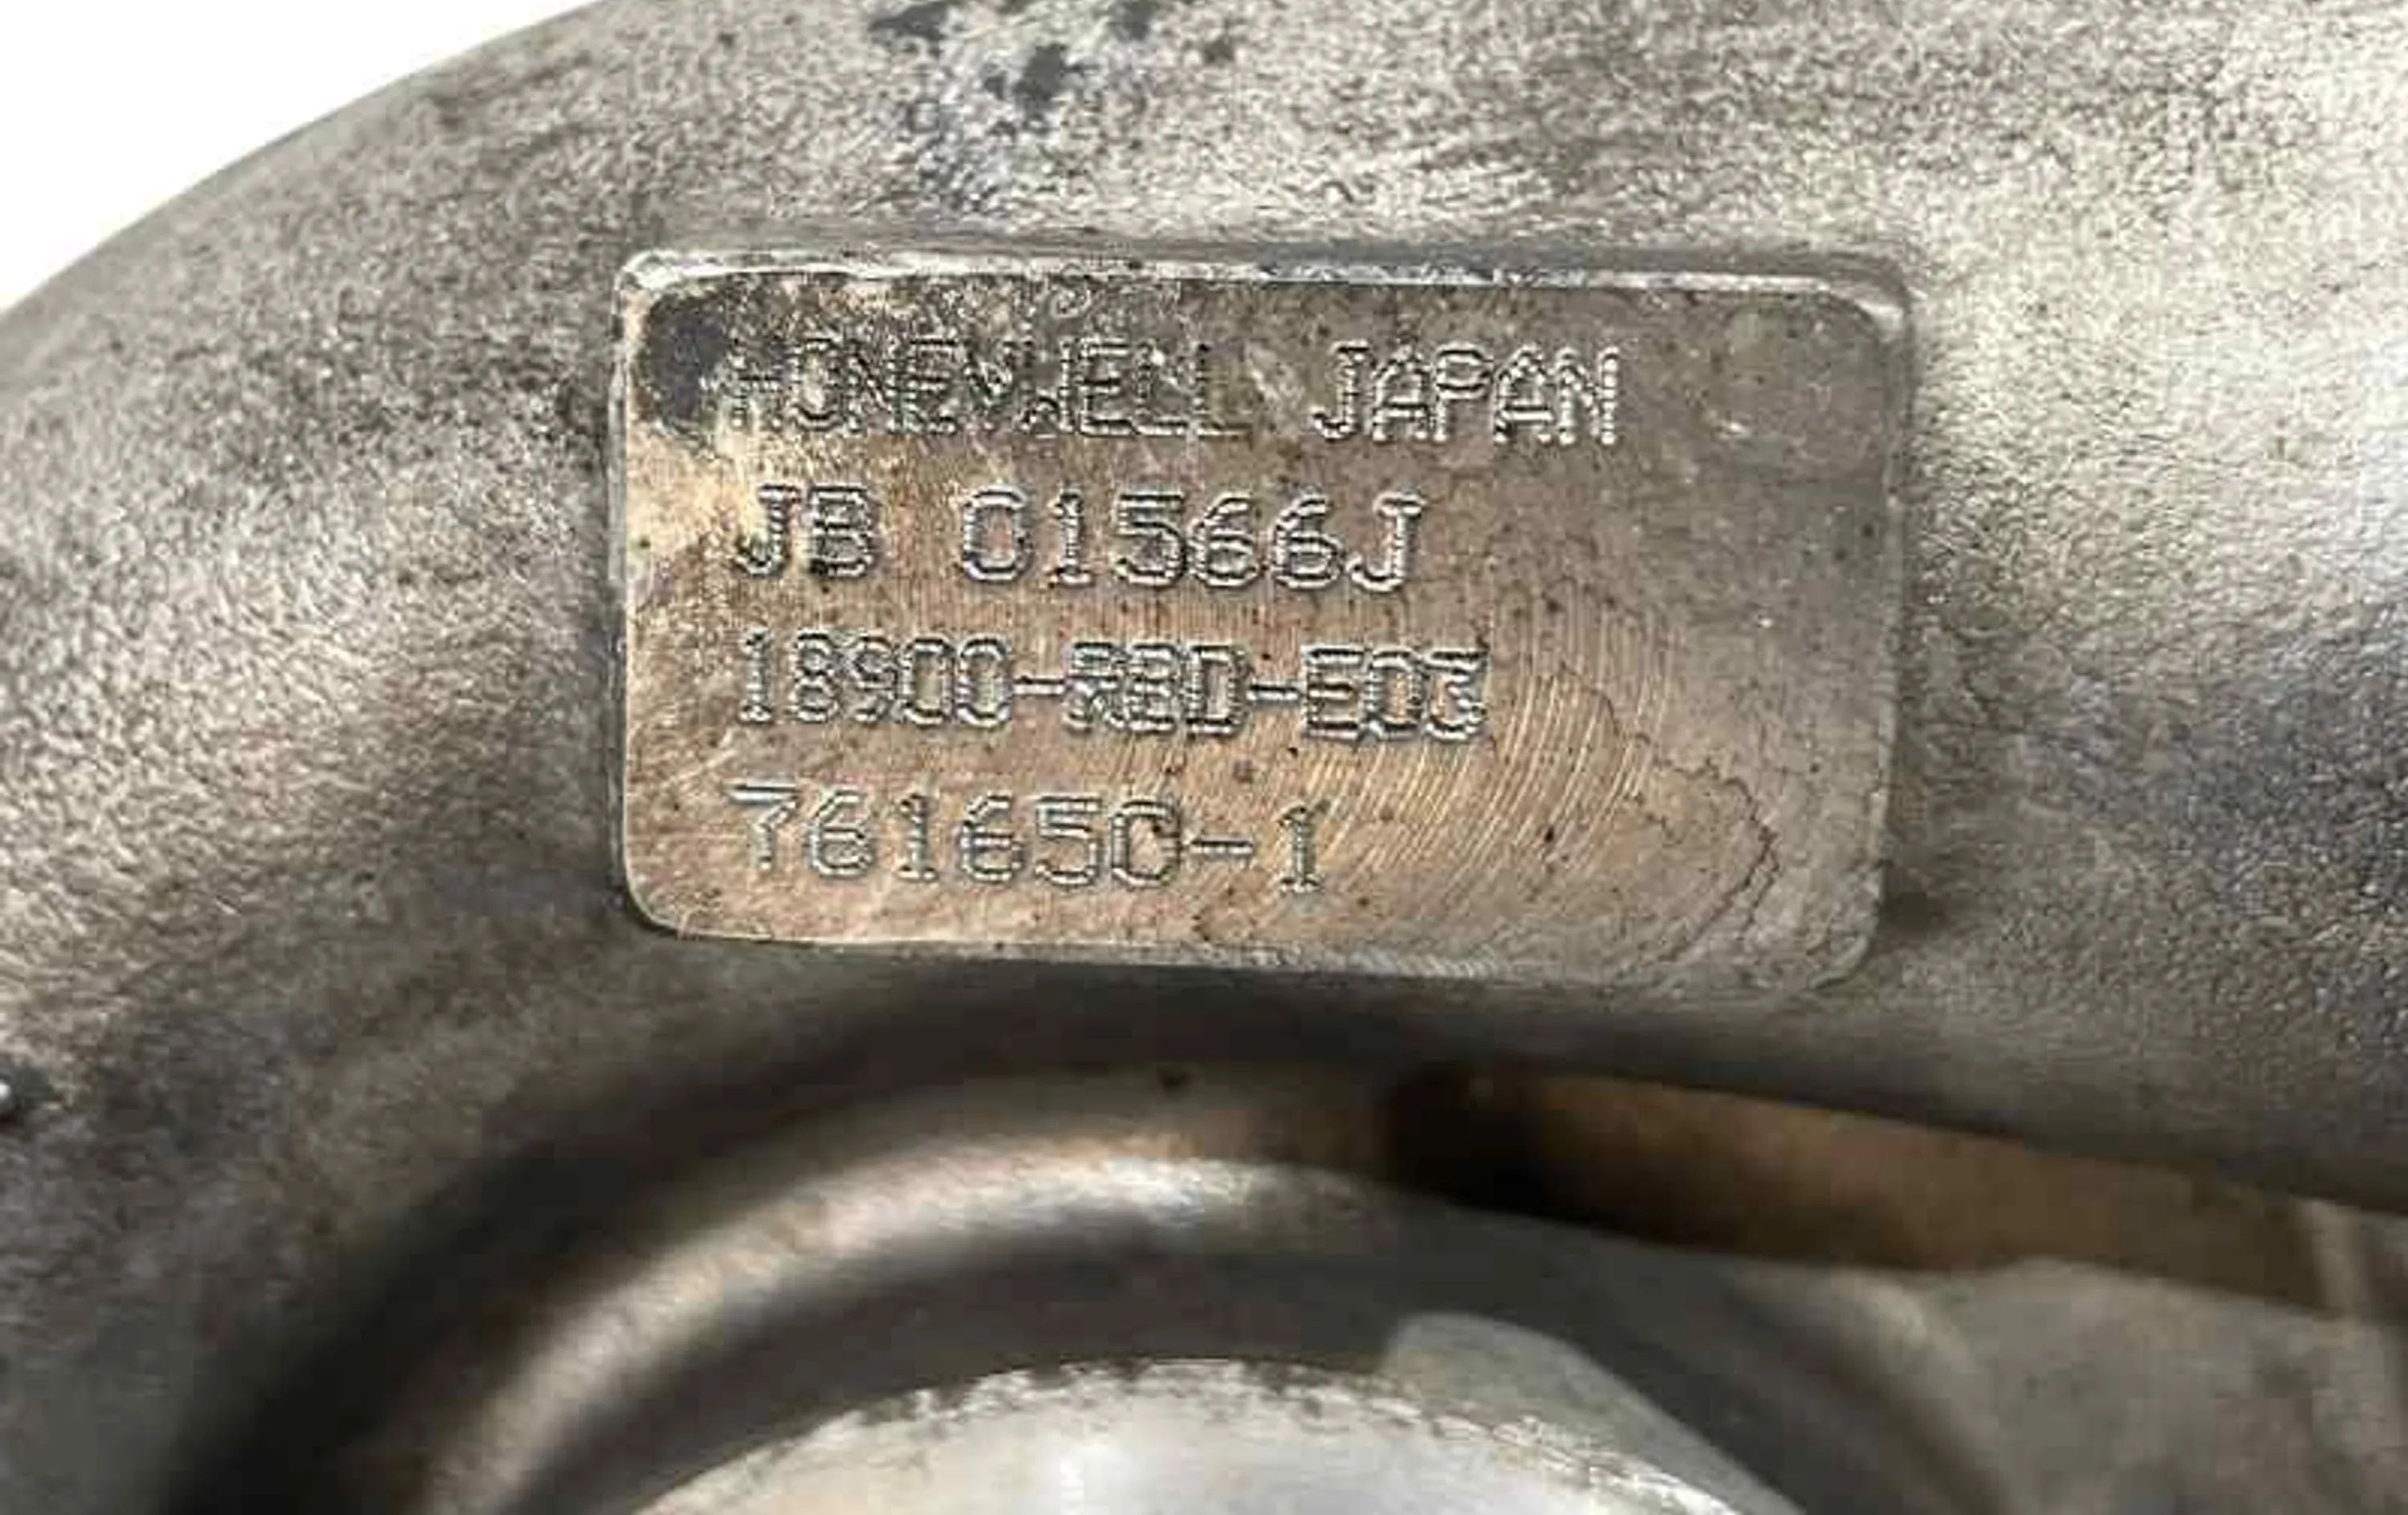 HONEYWELL JAPAN
JB 01566J
18900-RBD-E03
761650-1